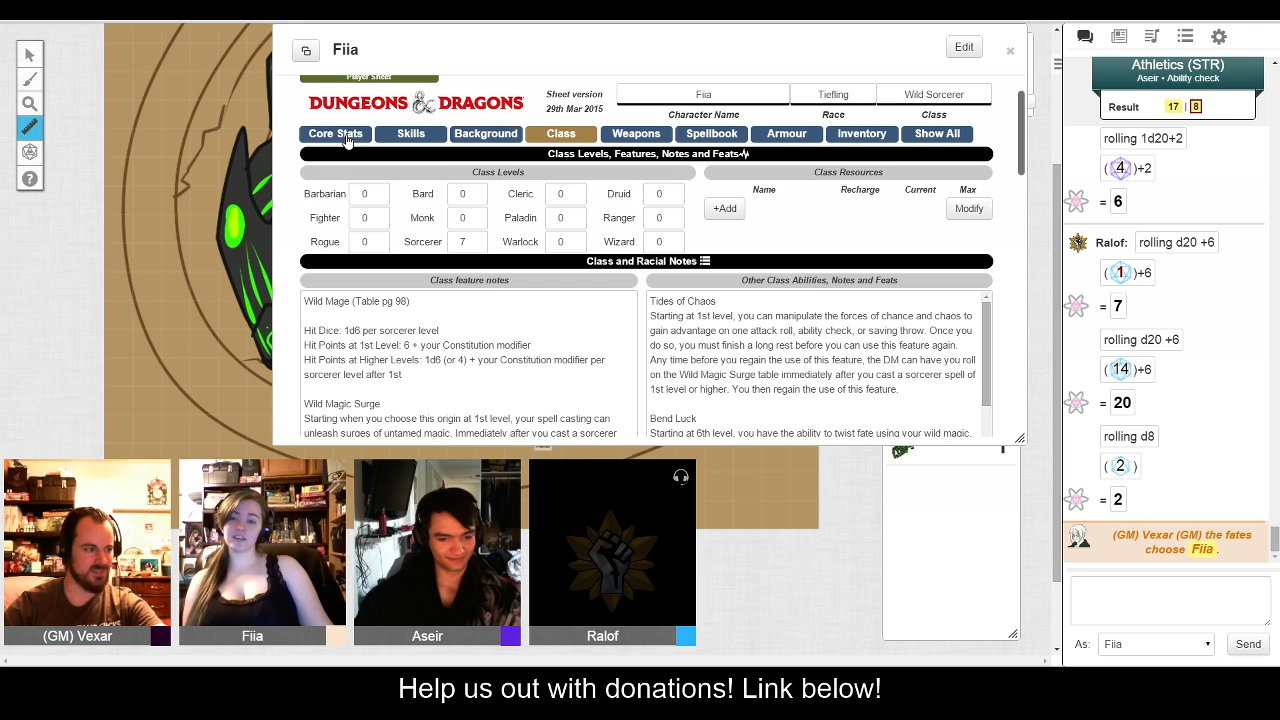 Fiia
Edit
Player Sheet
DUNGEONS & DRAGONS
Sheet version
29th Mar 2015
Fiia Tiefling Wild Sorcerer
Character Name Race Class
Core Stats Skills Background Class Weapons Spellbook Armour Inventory Show All
Class Levels, Features, Notes and Feats
Class Levels
Barbarian 0 Bard 0 Cleric 0 Druid 0
Fighter 0 Monk 0 Paladin 0 Ranger 0
Rogue 0 Sorcerer 7 Warlock 0 Wizard 0
Class Resources
Name Recharge Current Max
+Add Modify
Class and Racial Notes
Class feature notes
Wild Mage (Table pg 98)
Hit Dice: 1d6 per sorcerer level
Hit Points at 1st Level: 6 + your Constitution modifier
Hit Points at Higher Levels: 1d6 (or 4) + your Constitution modifier per
sorcerer level after 1st
Wild Magic Surge
Starting when you choose this origin at 1st level, your spell casting can
unleash surges of untamed magic. Immediately after you cast a sorcerer
Other Class Abilities, Notes and Feats
Tides of Chaos
Starting at 1st level, you can manipulate the forces of chance and chaos to
gain advantage on one attack roll, ability check, or saving throw. Once you
do so, you must finish a long rest before you can use this feature again.
Any time before you regain the use of this feature, the DM can have you roll
on the Wild Magic Surge table immediately after you cast a sorcerer spell of
1st level or higher. You then regain the use of this feature.
Bend Luck
Starting at 6th level, you have the ability to twist fate using your wild magic.
Athletics (STR)
Aseir • Ability check
Result 17 | 8
rolling 1d20+2
(4)+2
= 6
Ralof: rolling d20 +6
(1)+6
= 7
rolling d20 +6
(14)+6
= 20
rolling d8
(2)
= 2
(GM) Vexar (GM) the fates
choose Fiia .
As: Fiia Send
(GM) Vexar
Fiia
Aseir
Ralof
Help us out with donations! Link below!